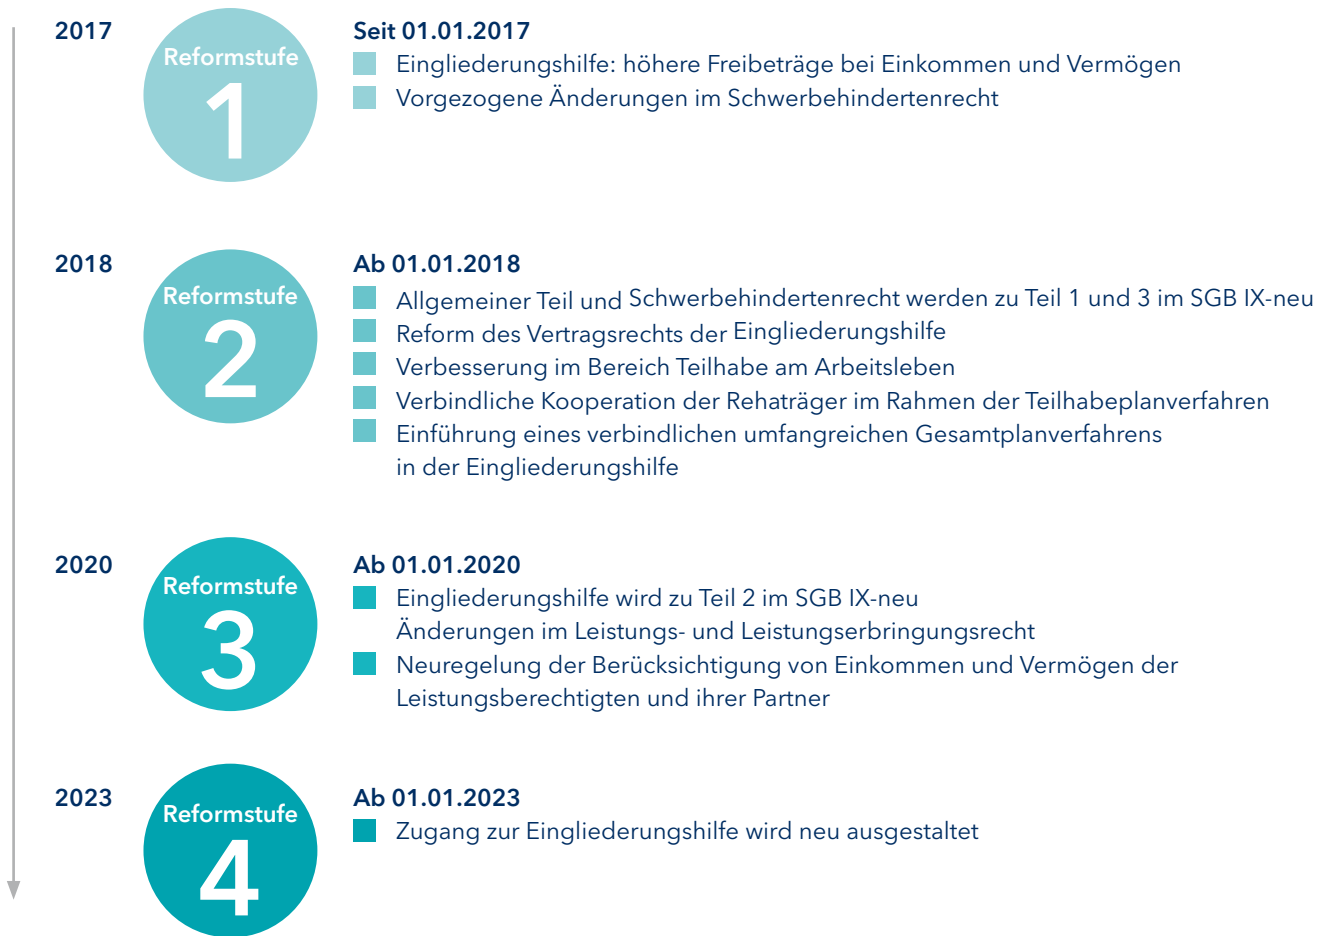 2017
Reformstufe
1
Seit 01.01.2017
Eingliederungshilfe: höhere Freibeträge bei Einkommen und Vermögen
Vorgezogene Änderungen im Schwerbehindertenrecht
2018
Reformstufe
2
Ab 01.01.2018
Allgemeiner Teil und Schwerbehindertenrecht werden zu Teil 1 und 3 im SGB IX-neu
Reform des Vertragsrechts der Eingliederungshilfe
Verbesserung im Bereich Teilhabe am Arbeitsleben
Verbindliche Kooperation der Rehaträger im Rahmen der Teilhabeplanverfahren
Einführung eines verbindlichen umfangreichen Gesamtplanverfahrens
in der Eingliederungshilfe
2020
Reformstufe
3
Ab 01.01.2020
Eingliederungshilfe wird zu Teil 2 im SGB IX-neu
Änderungen im Leistungs- und Leistungserbringungsrecht
Neuregelung der Berücksichtigung von Einkommen und Vermögen der
Leistungsberechtigten und ihrer Partner
2023
Reformstufe
4
Ab 01.01.2023
Zugang zur Eingliederungshilfe wird neu ausgestaltet